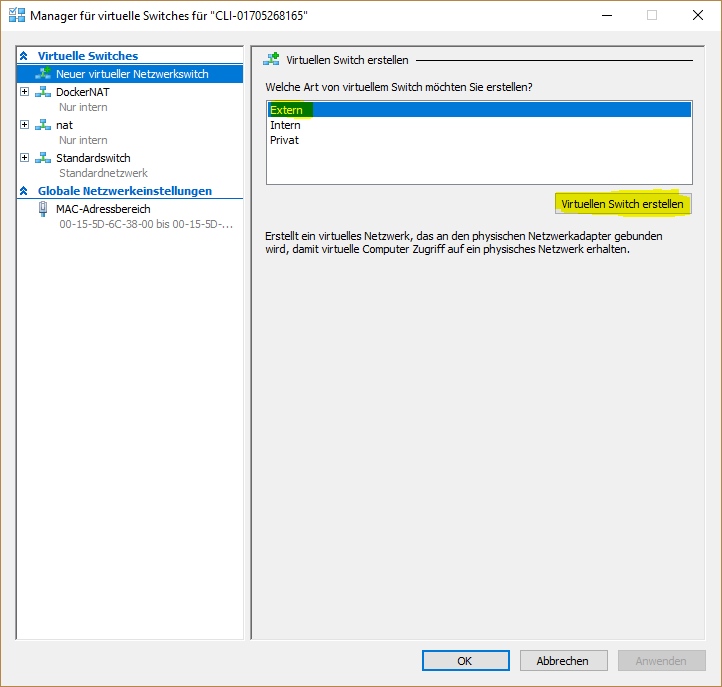 Manager für virtuelle Switches für "CLI-01705268165"
Virtuelle Switches
Neuer virtueller Netzwerkswitch
DockerNAT
Nur intern
nat
Nur intern
Standardswitch
Standardnetzwerk
Globale Netzwerkeinstellungen
MAC-Adressbereich
00-15-5D-6C-38-00 bis 00-15-5D-...
Virtuellen Switch erstellen
Welche Art von virtuellem Switch möchten Sie erstellen?
Extern
Intern
Privat
Virtuellen Switch erstellen
Erstellt ein virtuelles Netzwerk, das an den physischen Netzwerkadapter gebunden
wird, damit virtuelle Computer Zugriff auf ein physisches Netzwerk erhalten.
OK
Abbrechen
Anwenden